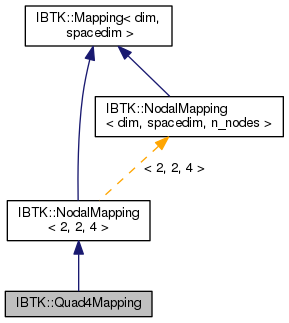 IBTK::Mapping< dim,
spacedim >
IBTK::NodalMapping
< dim, spacedim, n_nodes >
< 2, 2, 4 >
IBTK::NodalMapping
< 2, 2, 4 >
IBTK::Quad4Mapping